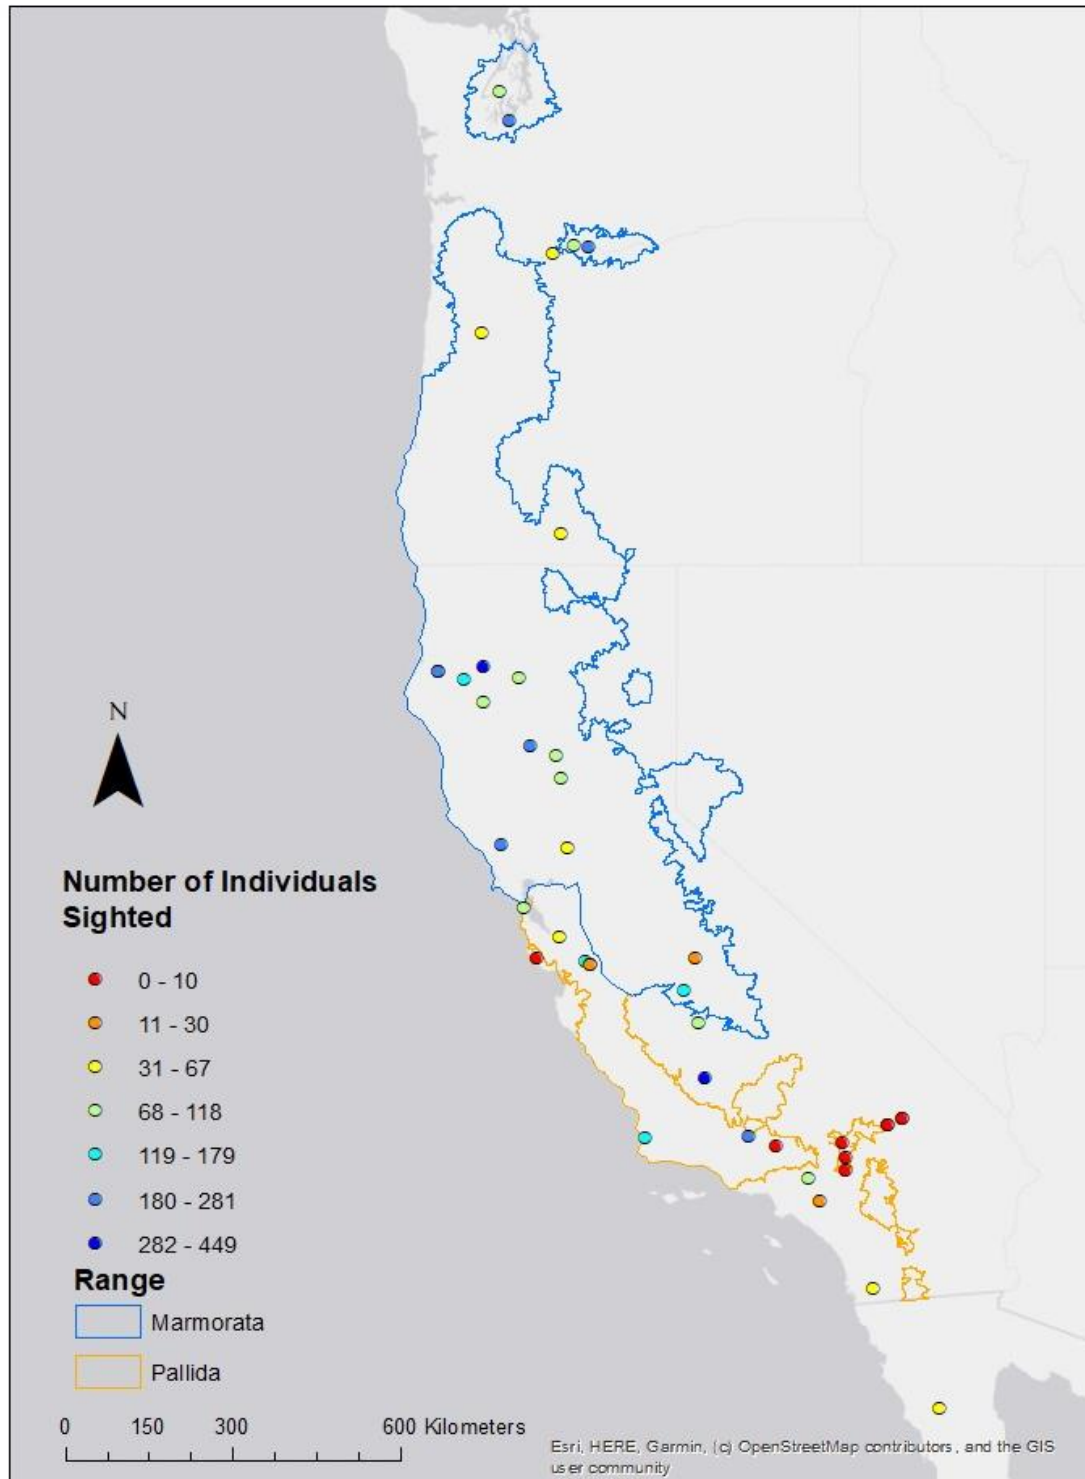 N
Number of Individuals
Sighted
0 - 10
11 - 30
31 - 67
68 - 118
119 - 179
180 - 281
282 - 449
Range
Marmorata
Pallida
0 150 300 600 Kilometers
Esri, HERE, Garmin, (c) OpenStreetMap contributors, and the GIS
user community